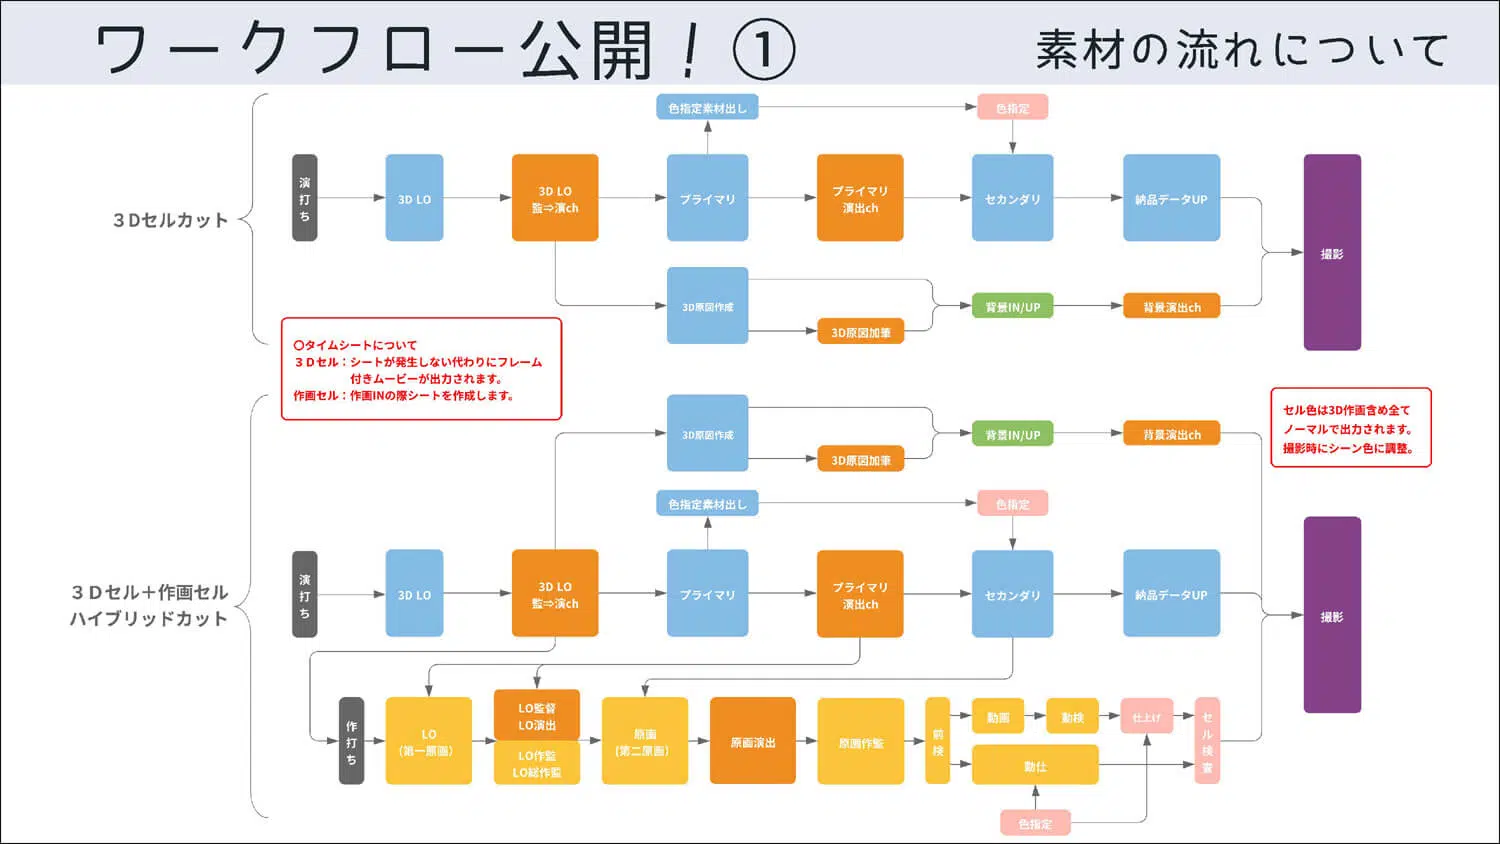 ワークフロー公開！①
素材の流れについて
３Dセルカット
色指定素材出し
色指定
演打ち
3D LO
3D LO
監⇒演ch
プライマリ
プライマリ
演出ch
セカンダリ
納品データUP
撮影
3D原図作成
3D原図加筆
背景IN/UP
背景演出ch
〇タイムシートについて
３Dセル：シートが発生しない代わりにフレーム
付きムービーが出力されます。
作画セル：作画INの際シートを作成します。
セル色は3D作画含め全て
ノーマルで出力されます。
撮影時にシーン色に調整。
３Dセル＋作画セル
ハイブリッドカット
3D原図作成
3D原図加筆
背景IN/UP
背景演出ch
色指定素材出し
色指定
演打ち
3D LO
3D LO
監⇒演ch
プライマリ
プライマリ
演出ch
セカンダリ
納品データUP
撮影
作打ち
LO
(第一原画)
LO監督
LO演出
LO作監
LO総作監
原画
(第二原画)
原画演出
原画作監
前検
動画
動検
仕上げ
動仕
セル検査
色指定